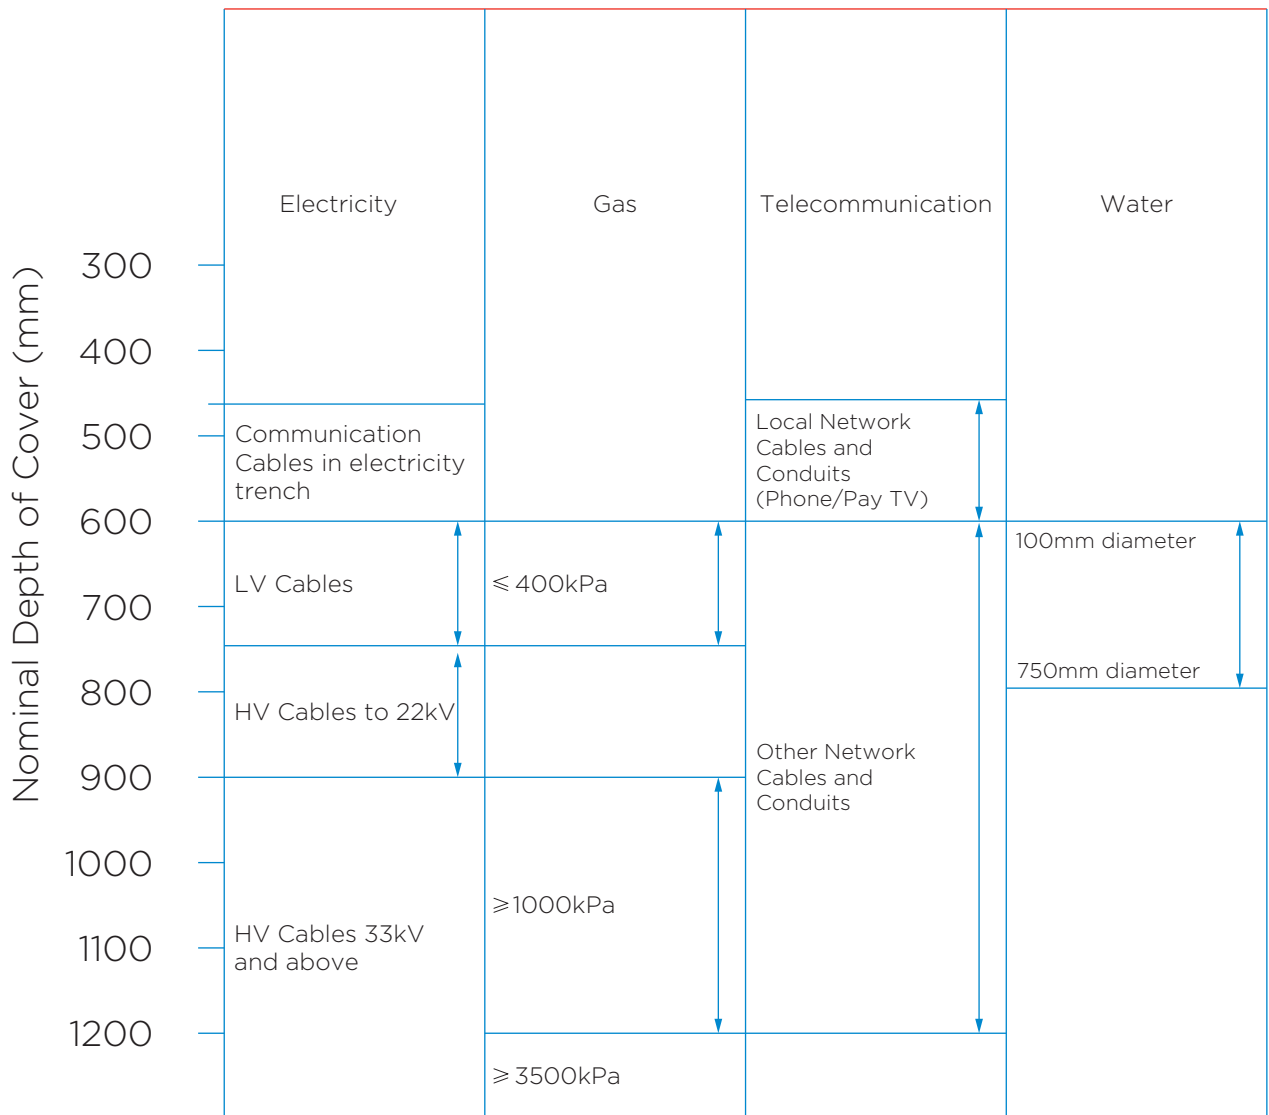 Electricity
Gas
Telecommunication
Water
Nominal Depth of Cover (mm)
300
400
500
600
700
800
900
1000
1100
1200
Communication
Cables in electricity
trench
LV Cables
HV Cables to 22kV
HV Cables 33kV
and above
⩽ 400kPa
⩾1000kPa
⩾ 3500kPa
Local Network
Cables and
Conduits
(Phone/Pay TV)
Other Network
Cables and
Conduits
100mm diameter
750mm diameter